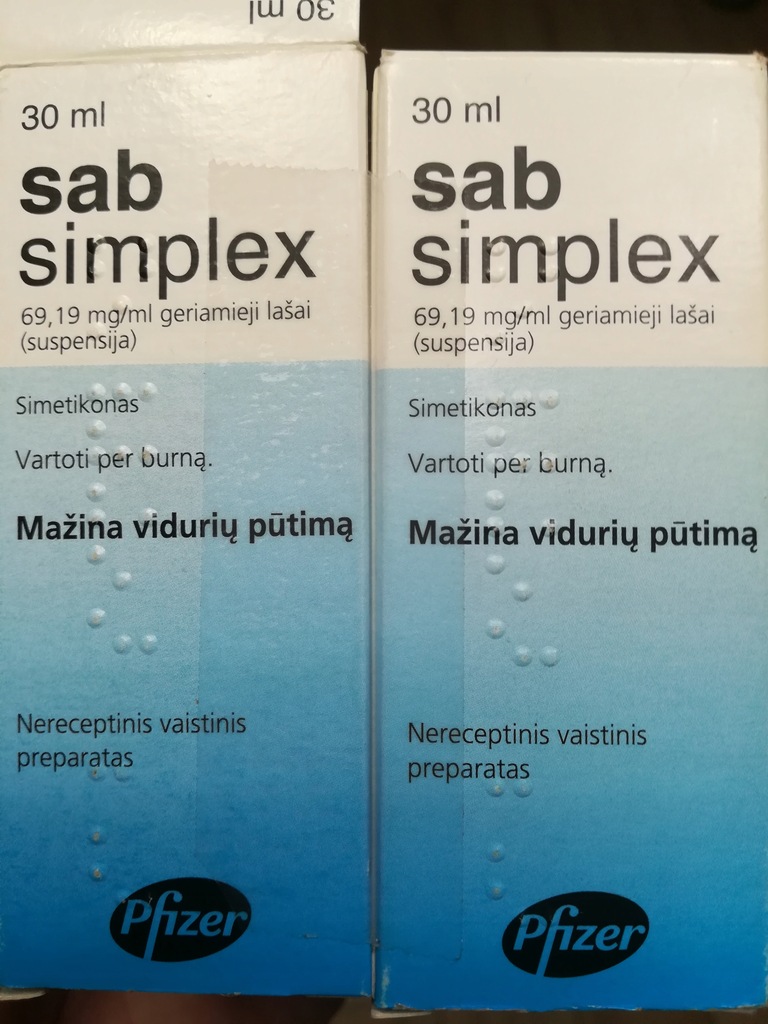 30 ml
30 ml
sab
simplex
69,19 mg/ml geriamieji lašai
(suspensija)
Simetikonas
Vartoti per burną.
Mažina vidurių pūtimą
Nereceptinis vaistinis
preparatas
Pfizer
30 ml
sab
simplex
69,19 mg/ml geriamieji lašai
(suspensija)
Simetikonas
Vartoti per burną.
Mažina vidurių pūtimą
Nereceptinis vaistinis
preparatas
Pfizer